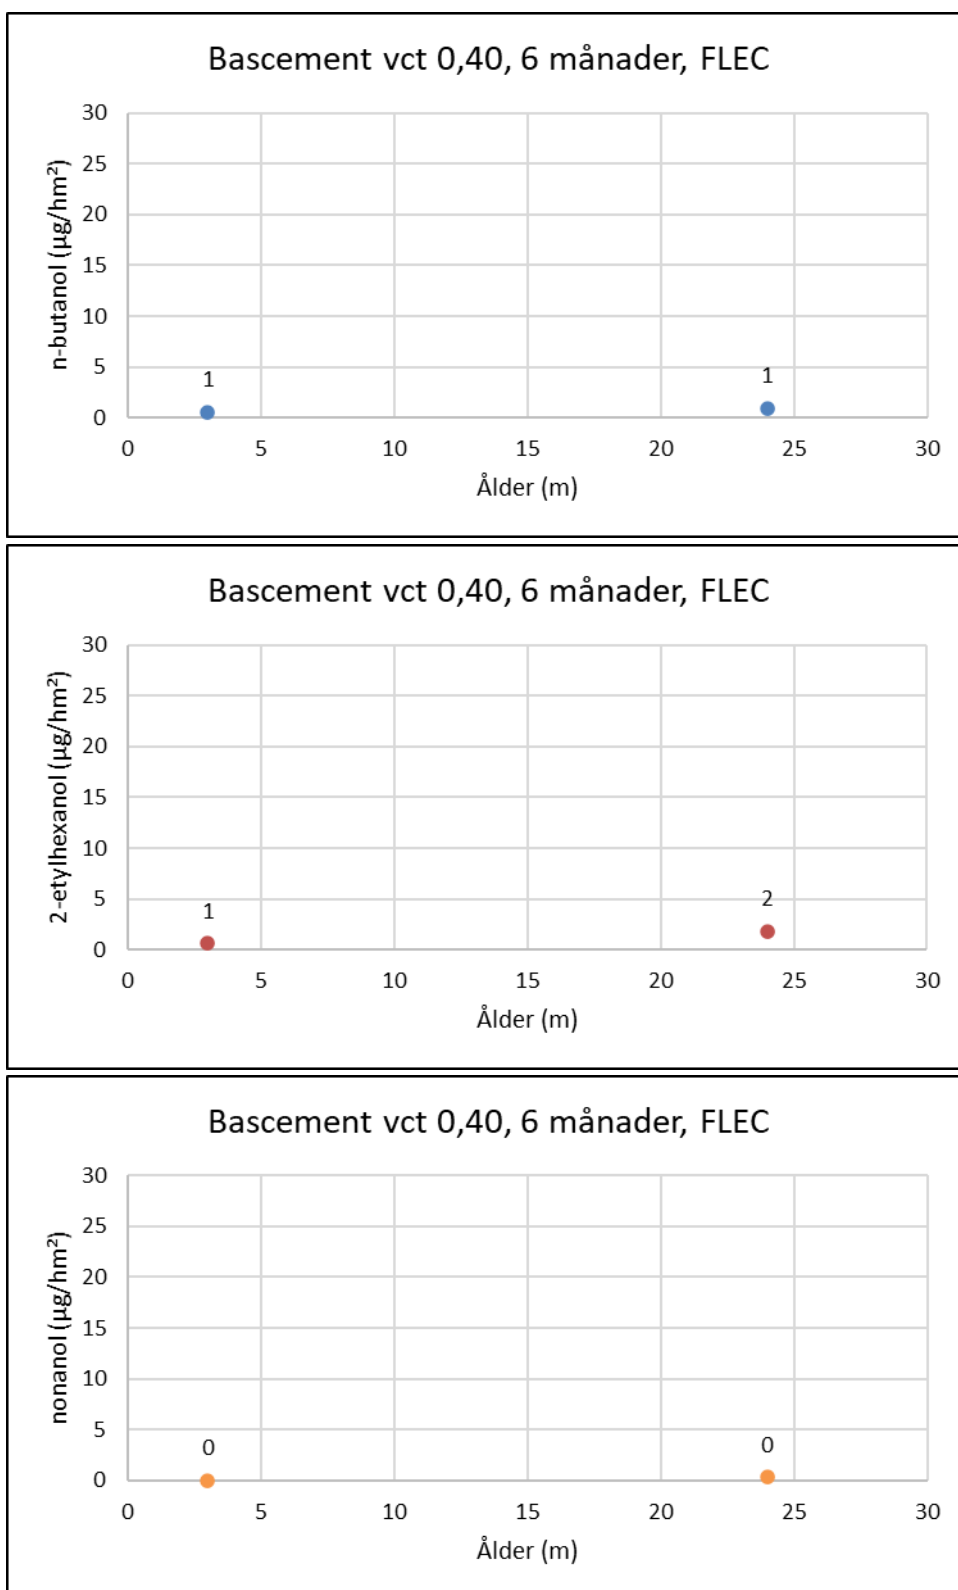 Bascement vct 0,40, 6 månader, FLEC
n-butanol (µg/hm²)
30
25
20
15
10
5
0
1
1
0 5 10 15 20 25 30
Ålder (m)
Bascement vct 0,40, 6 månader, FLEC
2-etylhexanol (µg/hm²)
30
25
20
15
10
5
0
1
2
0 5 10 15 20 25 30
Ålder (m)
Bascement vct 0,40, 6 månader, FLEC
nonanol (µg/hm²)
30
25
20
15
10
5
0
0
0
0 5 10 15 20 25 30
Ålder (m)